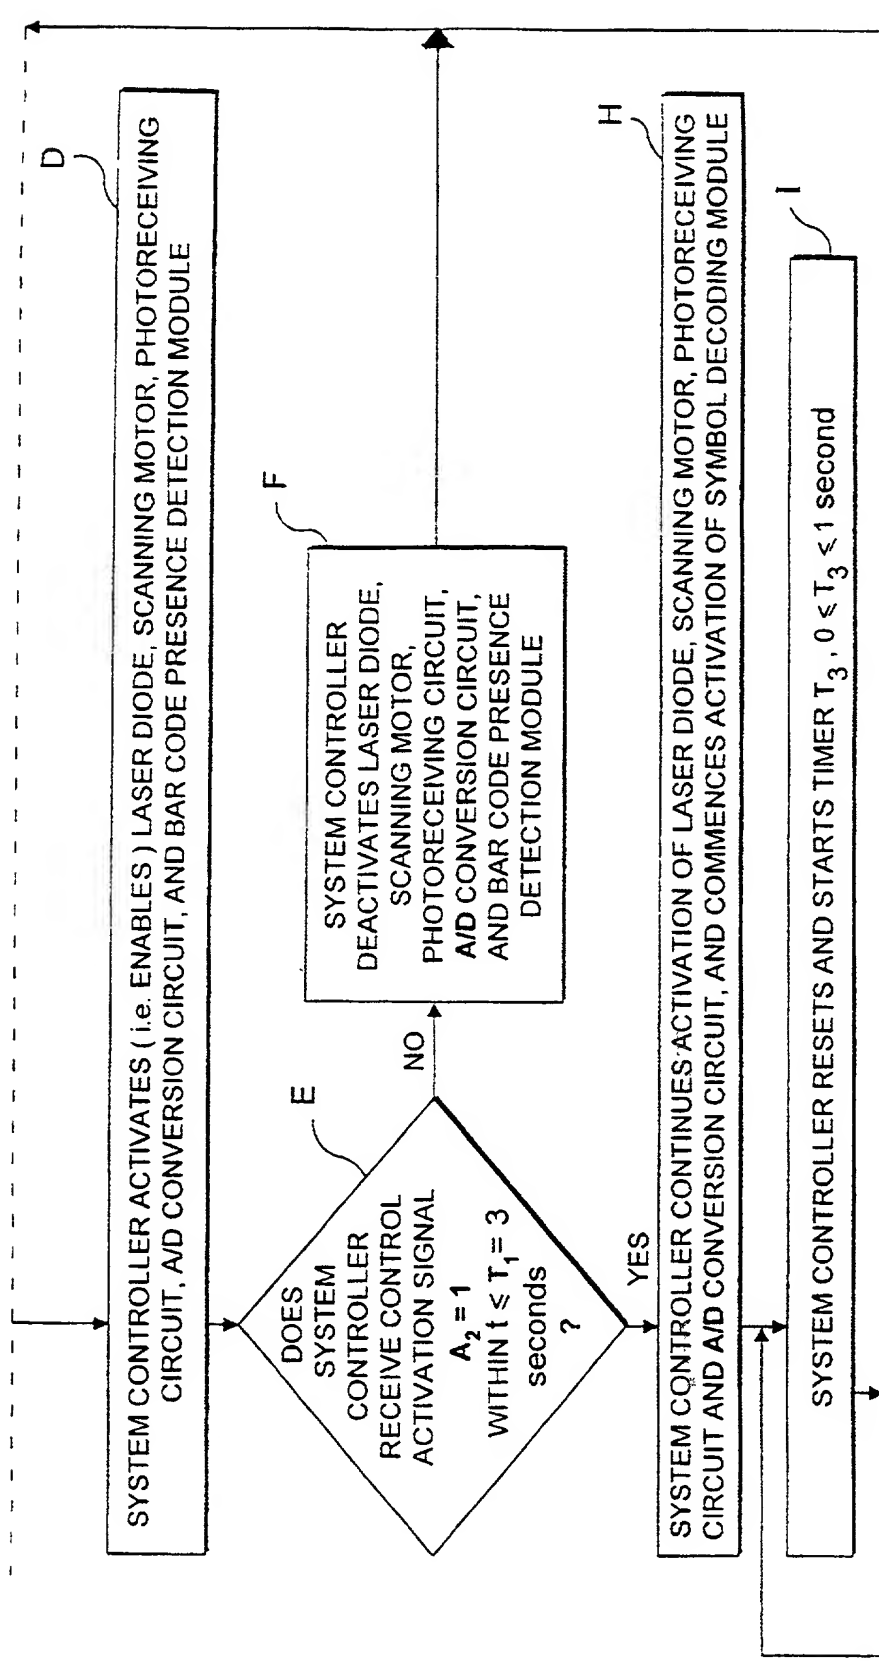 D
SYSTEM CONTROLLER ACTIVATES ( i.e. ENABLES ) LASER DIODE, SCANNING MOTOR, PHOTORECEIVING
CIRCUIT, A/D CONVERSION CIRCUIT, AND BAR CODE PRESENCE DETECTION MODULE
E
DOES
SYSTEM
CONTROLLER
RECEIVE CONTROL
ACTIVATION SIGNAL
A₂ = 1
WITHIN t ⩽ T₁ = 3
seconds
?
NO
F
SYSTEM CONTROLLER
DEACTIVATES LASER DIODE,
SCANNING MOTOR,
PHOTORECEIVING CIRCUIT,
A/D CONVERSION CIRCUIT,
AND BAR CODE PRESENCE
DETECTION MODULE
YES
H
SYSTEM CONTROLLER CONTINUES ACTIVATION OF LASER DIODE, SCANNING MOTOR, PHOTORECEIVING
CIRCUIT AND A/D CONVERSION CIRCUIT, AND COMMENCES ACTIVATION OF SYMBOL DECODING MODULE
I
SYSTEM CONTROLLER RESETS AND STARTS TIMER T₃ , 0 ⩽ T₃ ⩽ 1 second